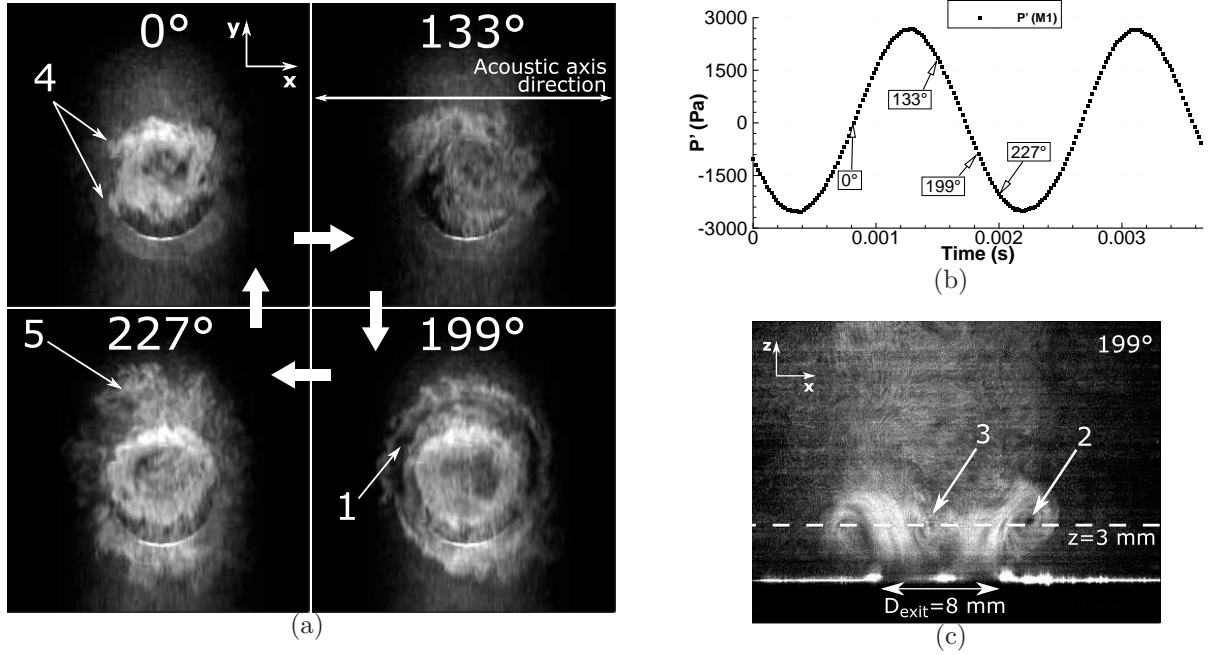 0°
133°
y
x
4
Acoustic axis
direction
227°
199°
5
1
(a)
P' (M1)
3000
1500
0
-1500
-3000
P' (Pa)
133°
0°
199°
227°
0
0.001
0.002
0.003
Time (s)
(b)
199°
z
x
3
2
z=3 mm
D_exit=8 mm
(c)